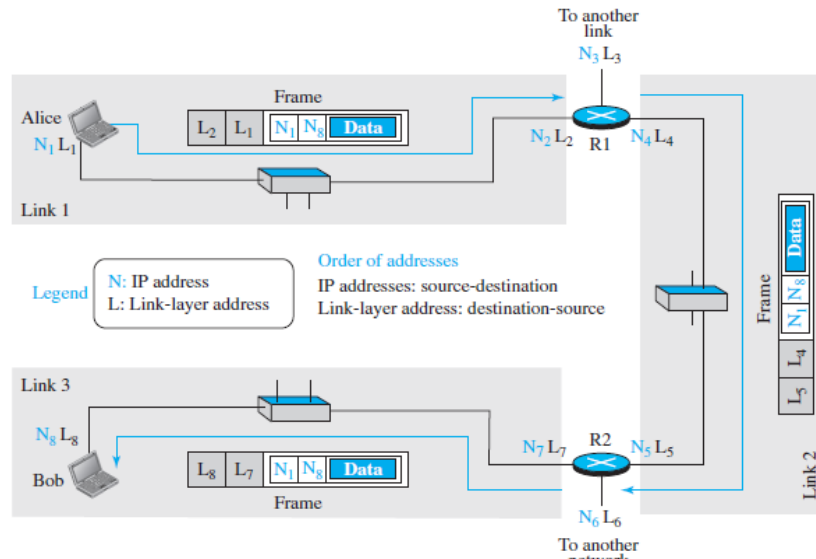 To another
link
N3 L3
Frame
Alice
L2 L1 N1 N8 Data
N1 L1
N2 L2
R1
N4 L4
Link 1
Legend
N: IP address
L: Link-layer address
Order of addresses
IP addresses: source-destination
Link-layer address: destination-source
Frame
L5 L4 N1 N8 Data
Link 2
Link 3
N8 L8
Bob
L8 L7 N1 N8 Data
Frame
N7 L7
R2
N5 L5
N6 L6
To another
network